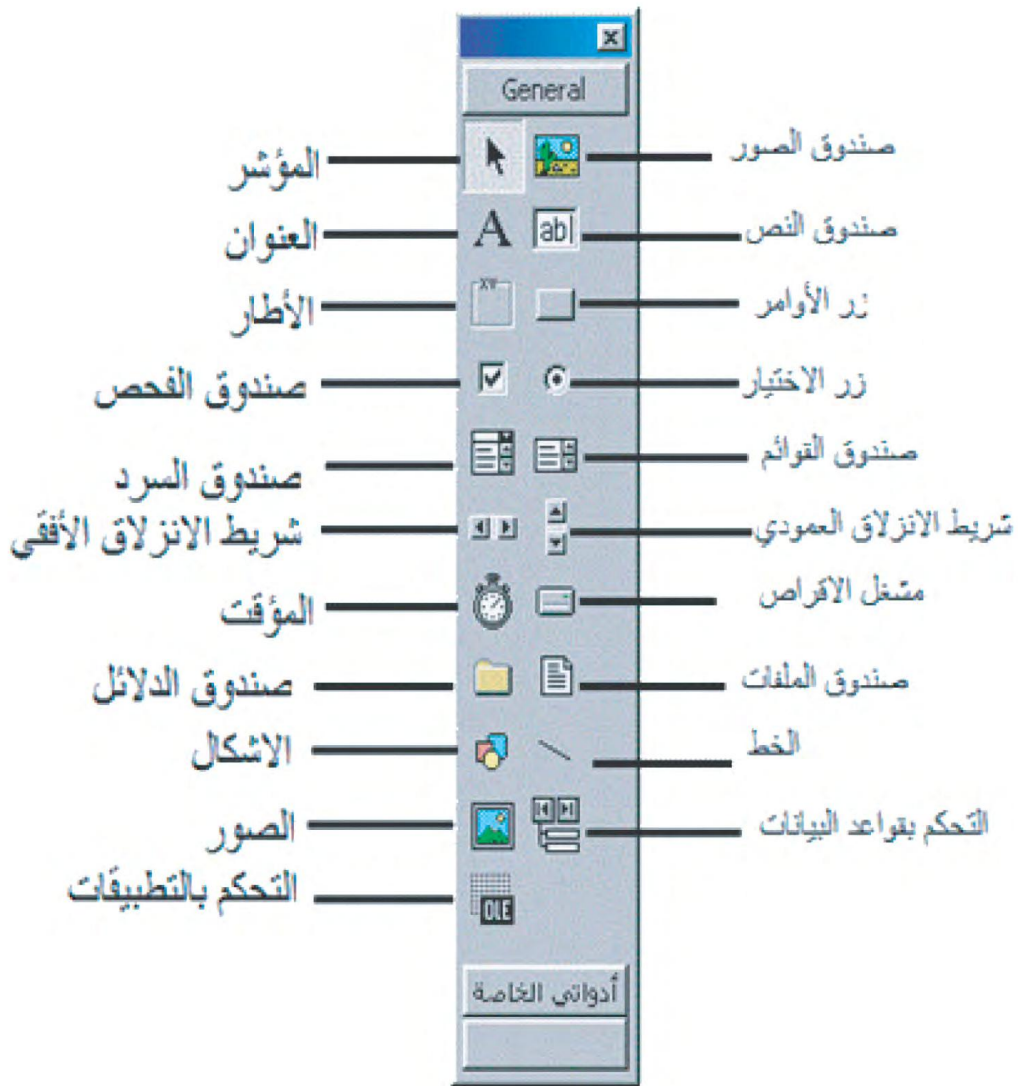 General
صندوق الصور
المؤشر
صندوق النص
العنوان
A
ab
زر الأوامر
الأطار
XY
زر الاختيار
صندوق الفحص
صندوق القوائم
صندوق السرد
شريط الانزلاق العمودي
شريط الانزلاق الأفقي
مشغل الاقراص
المؤقت
صندوق الملفات
صندوق الدلائل
الخط
الاشكال
التحكم بقواعد البيانات
الصور
التحكم بالتطبيقات
OLE
أدواتي الخاصة